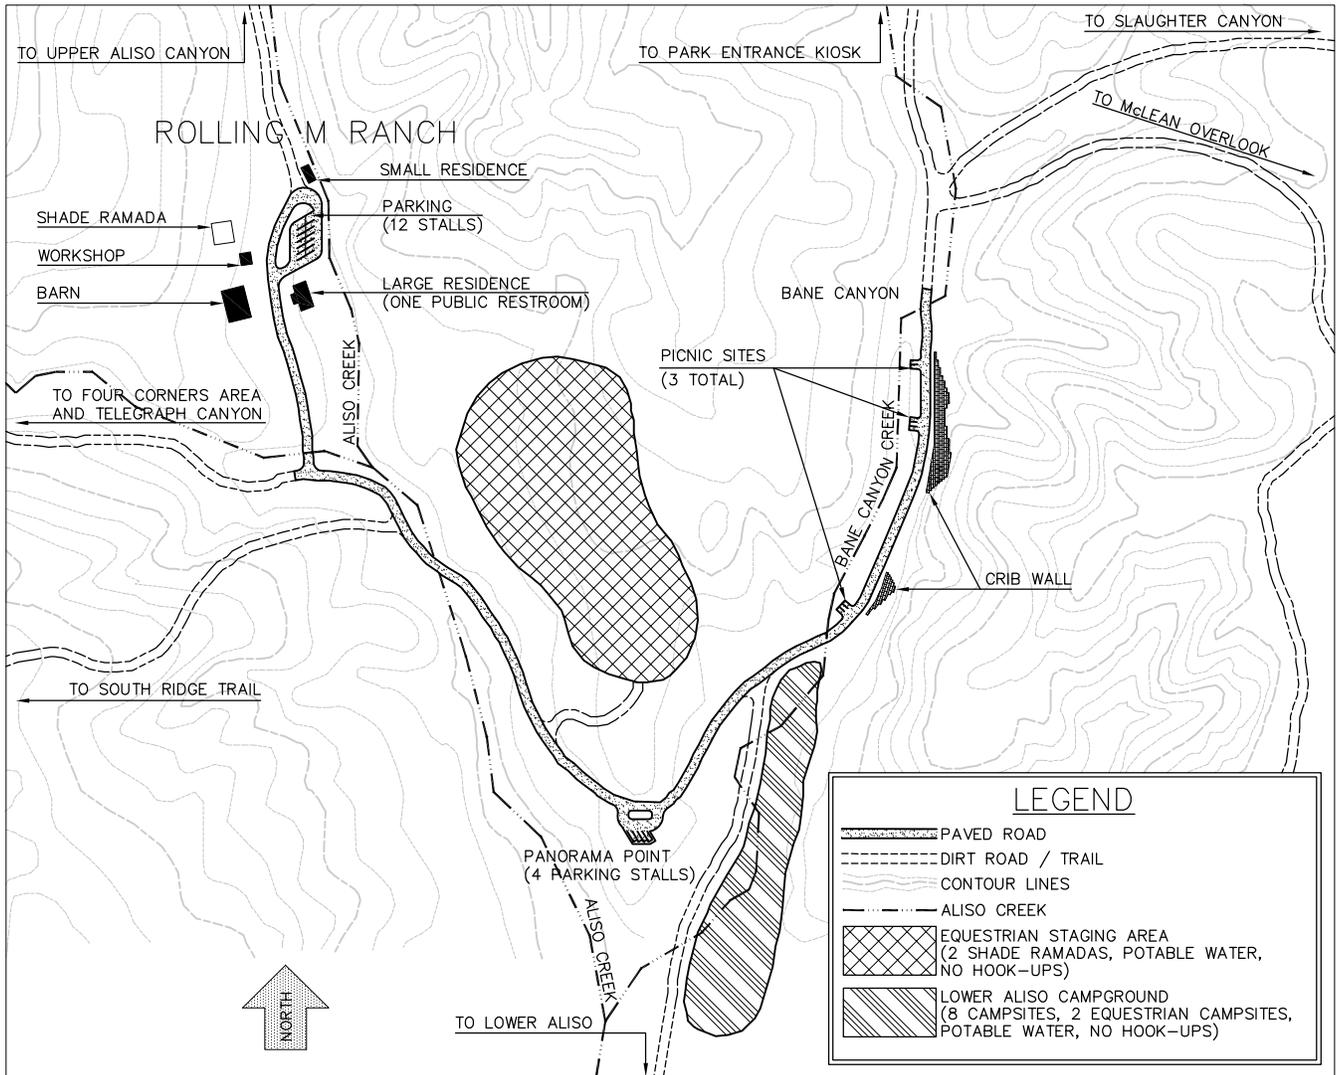 TO UPPER ALISO CANYON
TO PARK ENTRANCE KIOSK
TO SLAUGHTER CANYON
TO McLEAN OVERLOOK
ROLLING M RANCH
SMALL RESIDENCE
PARKING
(12 STALLS)
SHADE RAMADA
WORKSHOP
BARN
LARGE RESIDENCE
(ONE PUBLIC RESTROOM)
BANE CANYON
ALISO CREEK
PICNIC SITES
(3 TOTAL)
TO FOUR CORNERS AREA
AND TELEGRAPH CANYON
BANE CANYON CREEK
CRIB WALL
TO SOUTH RIDGE TRAIL
PANORAMA POINT
(4 PARKING STALLS)
ALISO CREEK
NORTH
TO LOWER ALISO
LEGEND
PAVED ROAD
DIRT ROAD / TRAIL
CONTOUR LINES
ALISO CREEK
EQUESTRIAN STAGING AREA
(2 SHADE RAMADAS, POTABLE WATER,
NO HOOK-UPS)
LOWER ALISO CAMPGROUND
(8 CAMPSITES, 2 EQUESTRIAN CAMPSITES,
POTABLE WATER, NO HOOK-UPS)